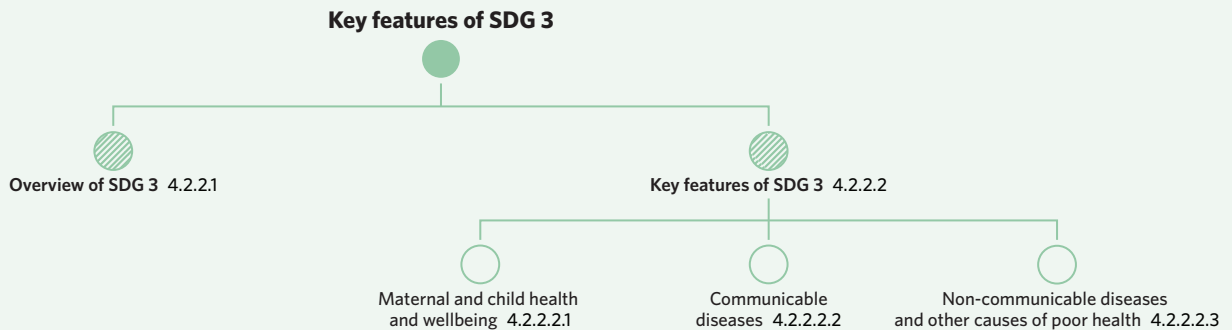 Key features of SDG 3
Overview of SDG 3 4.2.2.1
Key features of SDG 3 4.2.2.2
Maternal and child health
and wellbeing 4.2.2.2.1
Communicable
diseases 4.2.2.2.2
Non-communicable diseases
and other causes of poor health 4.2.2.2.3